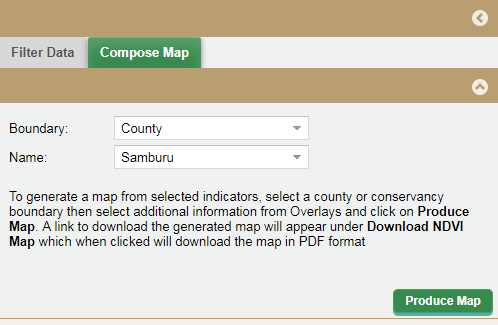 Filter Data Compose Map
Boundary: County
Name: Samburu
To generate a map from selected indicators, select a county or conservancy
boundary then select additional information from Overlays and click on Produce
Map. A link to download the generated map will appear under Download NDVI
Map which when clicked will download the map in PDF format
Produce Map